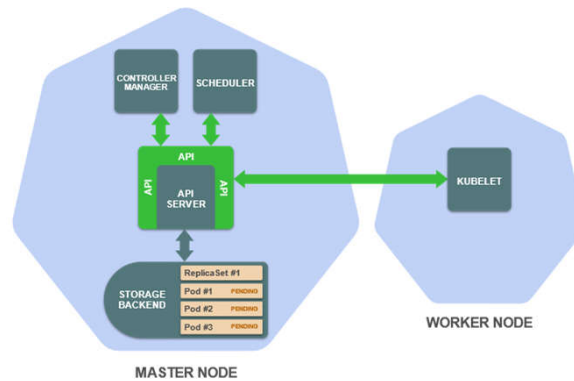 CONTROLLER
MANAGER
SCHEDULER
API
API
API
API
SERVER
KUBELET
STORAGE
BACKEND
ReplicaSet #1
Pod #1 PENDING
Pod #2 PENDING
Pod #3 PENDING
WORKER NODE
MASTER NODE